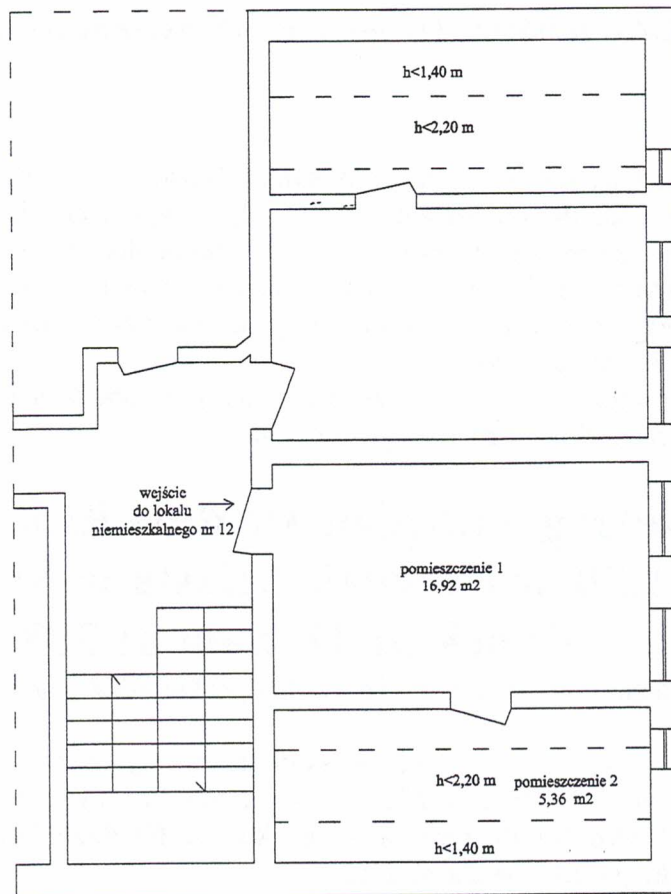 h<1,40 m
h<2,20 m
wejście
do lokalu
niemieszkalnego nr 12
pomieszczenie 1
16,92 m2
h<2,20 m
pomieszczenie 2
5,36 m2
h<1,40 m